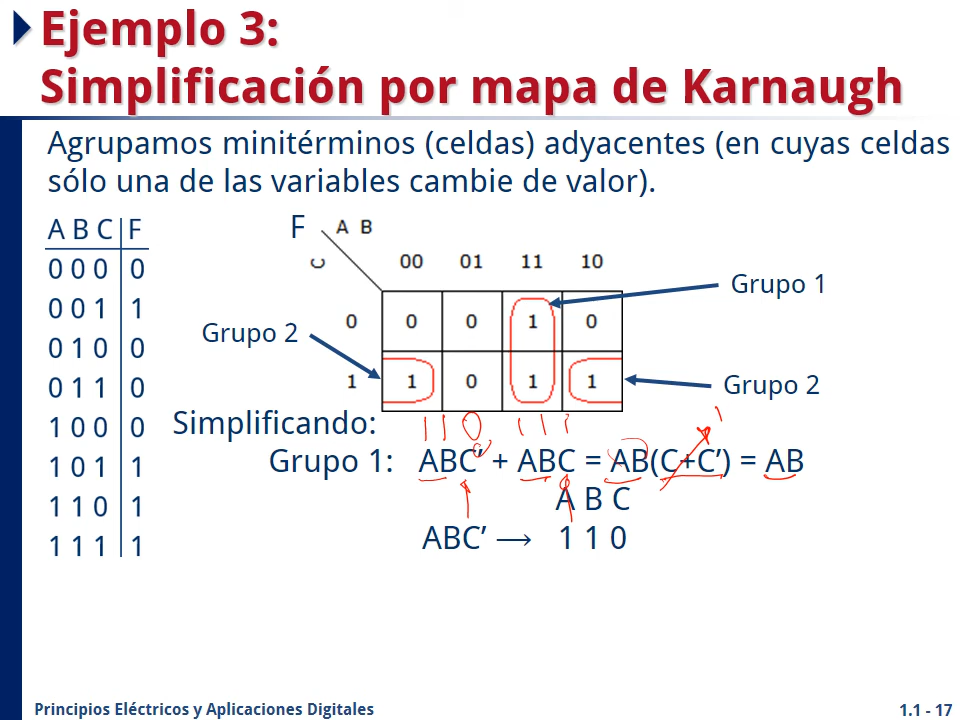 Ejemplo 3:
Simplificación por mapa de Karnaugh
Agrupamos minitérminos (celdas) adyacentes (en cuyas celdas
sólo una de las variables cambie de valor).
A B C F
0 0 0 0
0 0 1 1
0 1 0 0
0 1 1 0
1 0 0 0
1 0 1 1
1 1 0 1
1 1 1 1
F A B
C 00 01 11 10
0 0 0 1 0
1 1 0 1 1
Grupo 1
Grupo 2
Grupo 2
Simplificando:
110 111 1
Grupo 1: ABC’ + ABC = AB(C+C’) = AB
A B C
ABC’ ⟶ 1 1 0
Principios Eléctricos y Aplicaciones Digitales
1.1 - 17